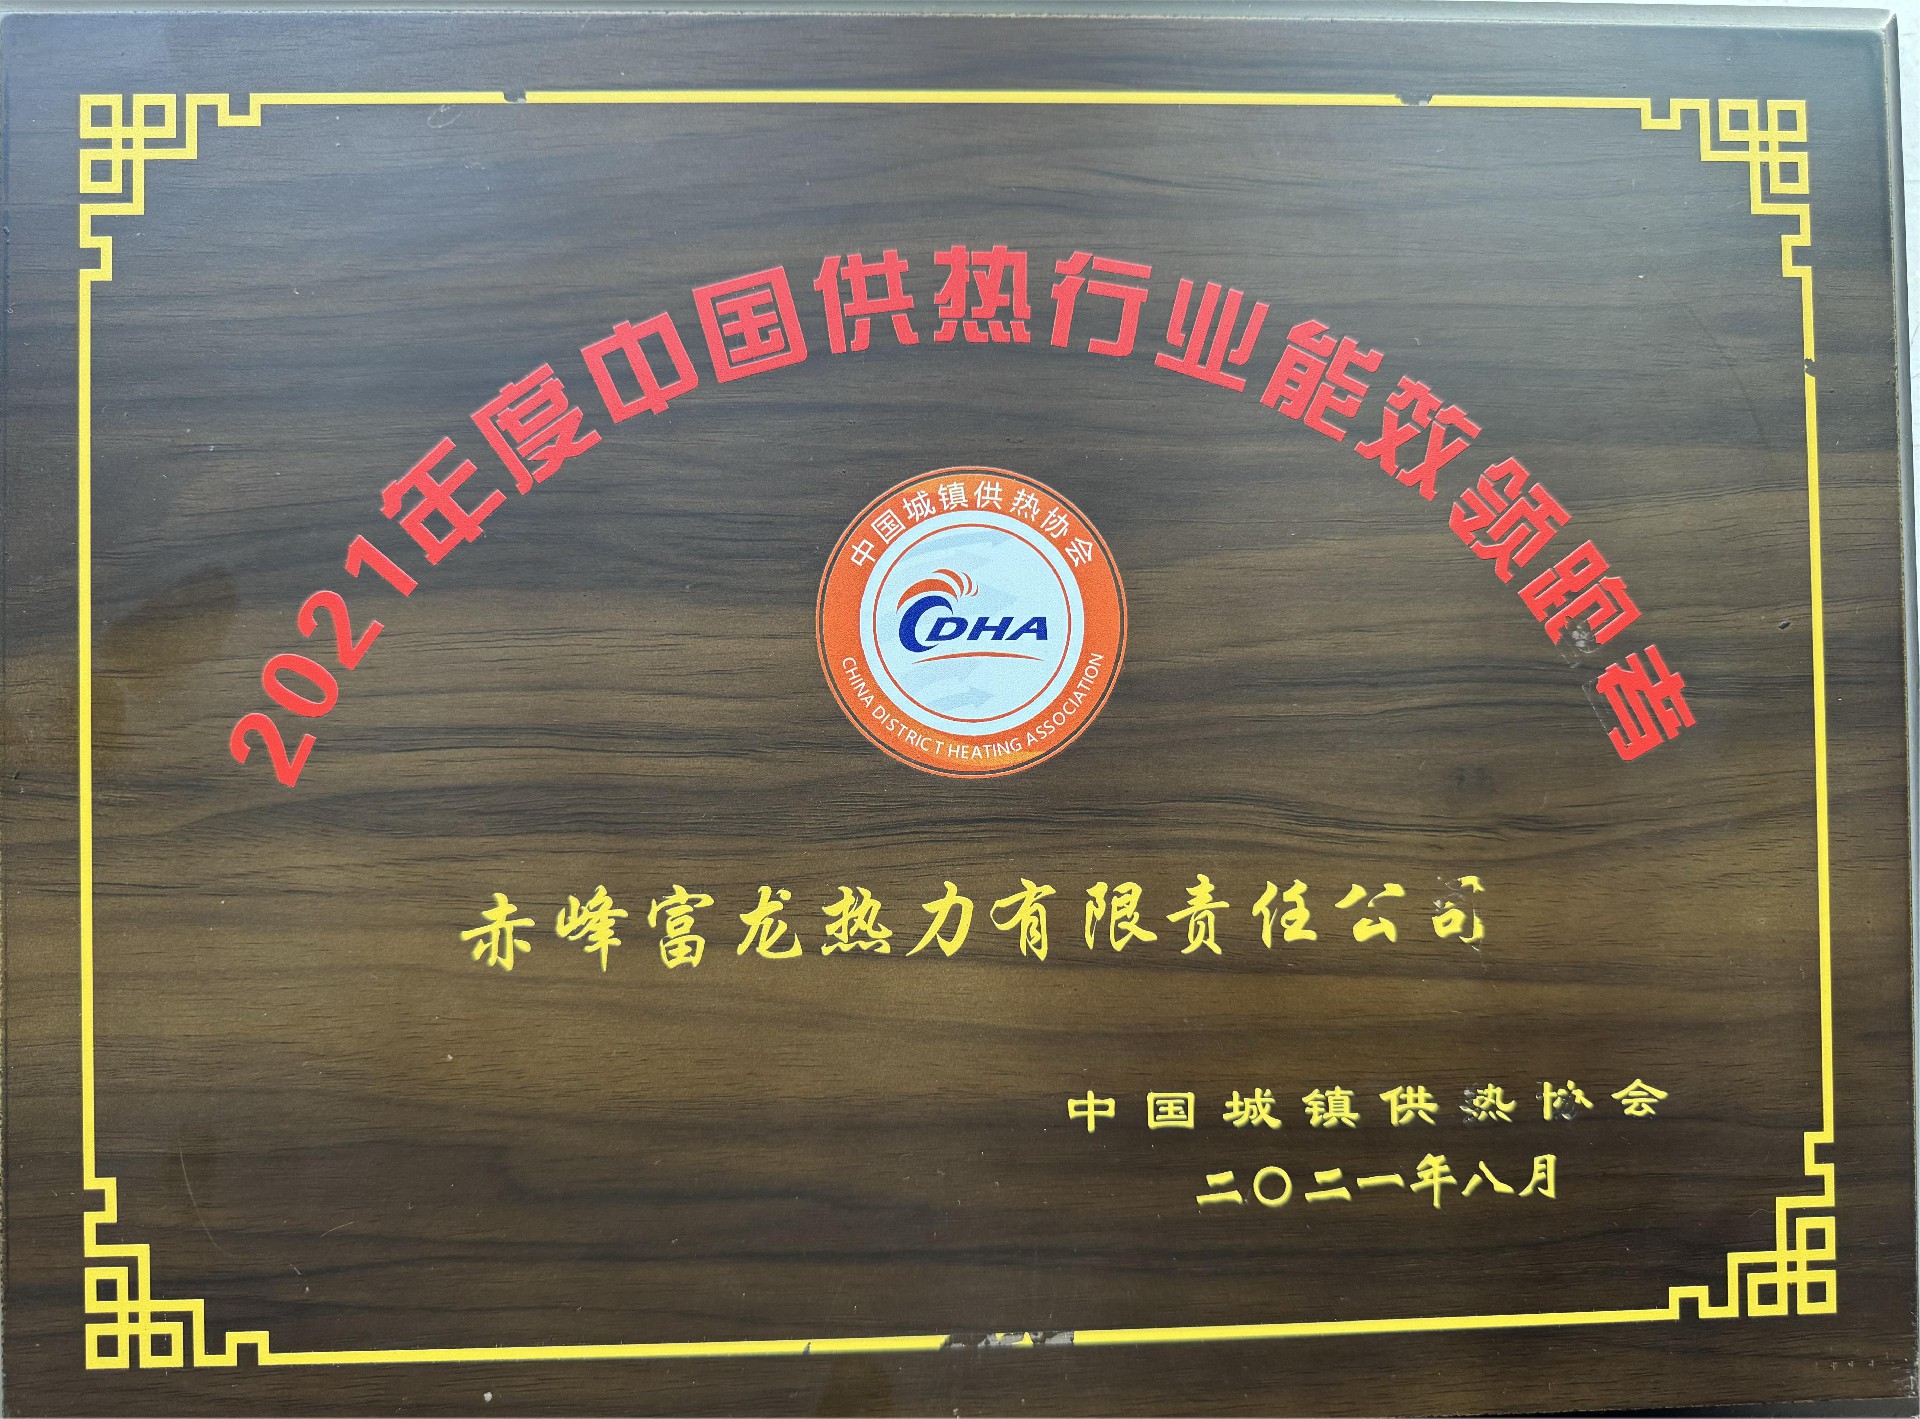 2021年度中国供热行业能效领跑者
中国城镇供热协会
CDHA
CHINA DISTRICT HEATING ASSOCIATION
赤峰富龙热力有限责任公司
中国城镇供热协会
二〇二一年八月